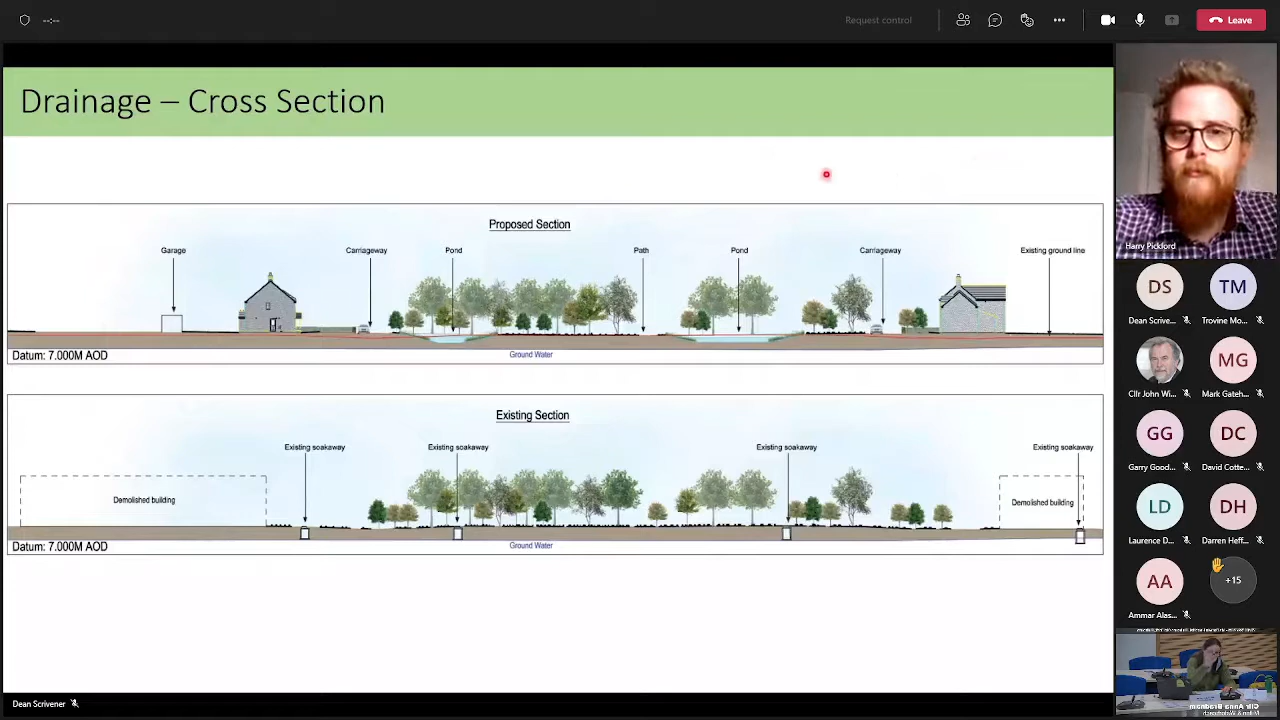 --:--
Request control
Leave
Drainage – Cross Section
Proposed Section
Garage
Carriageway
Pond
Path
Pond
Carriageway
Existing ground line
Datum: 7.000M AOD
Ground Water
Existing Section
Existing soakaway
Existing soakaway
Existing soakaway
Existing soakaway
Demolished building
Demolished building
Datum: 7.000M AOD
Ground Water
Dean Scrivener
Harry Pickford
DS
TM
Dean Scrive...
Trovine Mo...
MG
Cllr John Wi...
Mark Gateh...
GG
DC
Garry Good...
David Cotte...
LD
DH
Laurence D...
Darren Heff...
AA
+15
Ammar Alas...